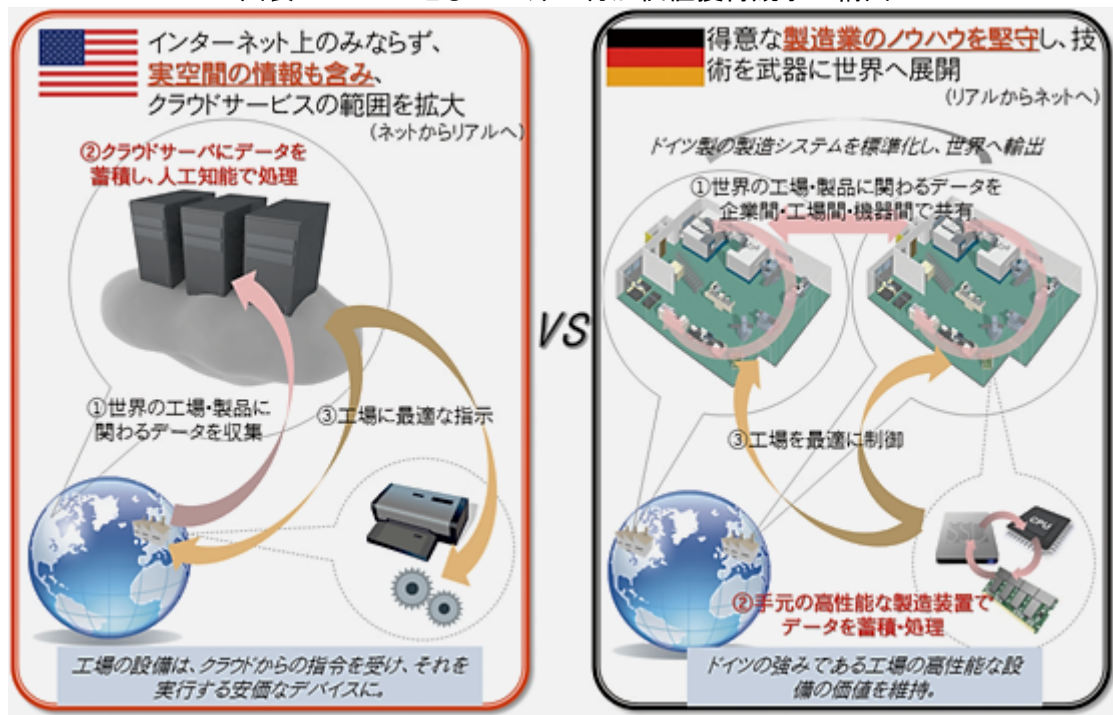 インターネット上のみならず、
実空間の情報も含み、
クラウドサービスの範囲を拡大
(ネットからリアルへ)
②クラウドサーバにデータを
蓄積し、人工知能で処理
①世界の工場・製品に
関わるデータを収集
③工場に最適な指示
工場の設備は、クラウドからの指令を受け、それを
実行する安価なデバイスに。
VS
得意な製造業のノウハウを堅守し、技
術を武器に世界へ展開
(リアルからネットへ)
ドイツ製の製造システムを標準化し、世界へ輸出
①世界の工場・製品に関わるデータを
企業間・工場間・機器間で共有
③工場を最適に制御
SSD
CPU
②手元の高性能な製造装置で
データを蓄積・処理
ドイツの強みである工場の高性能な設
備の価値を維持。